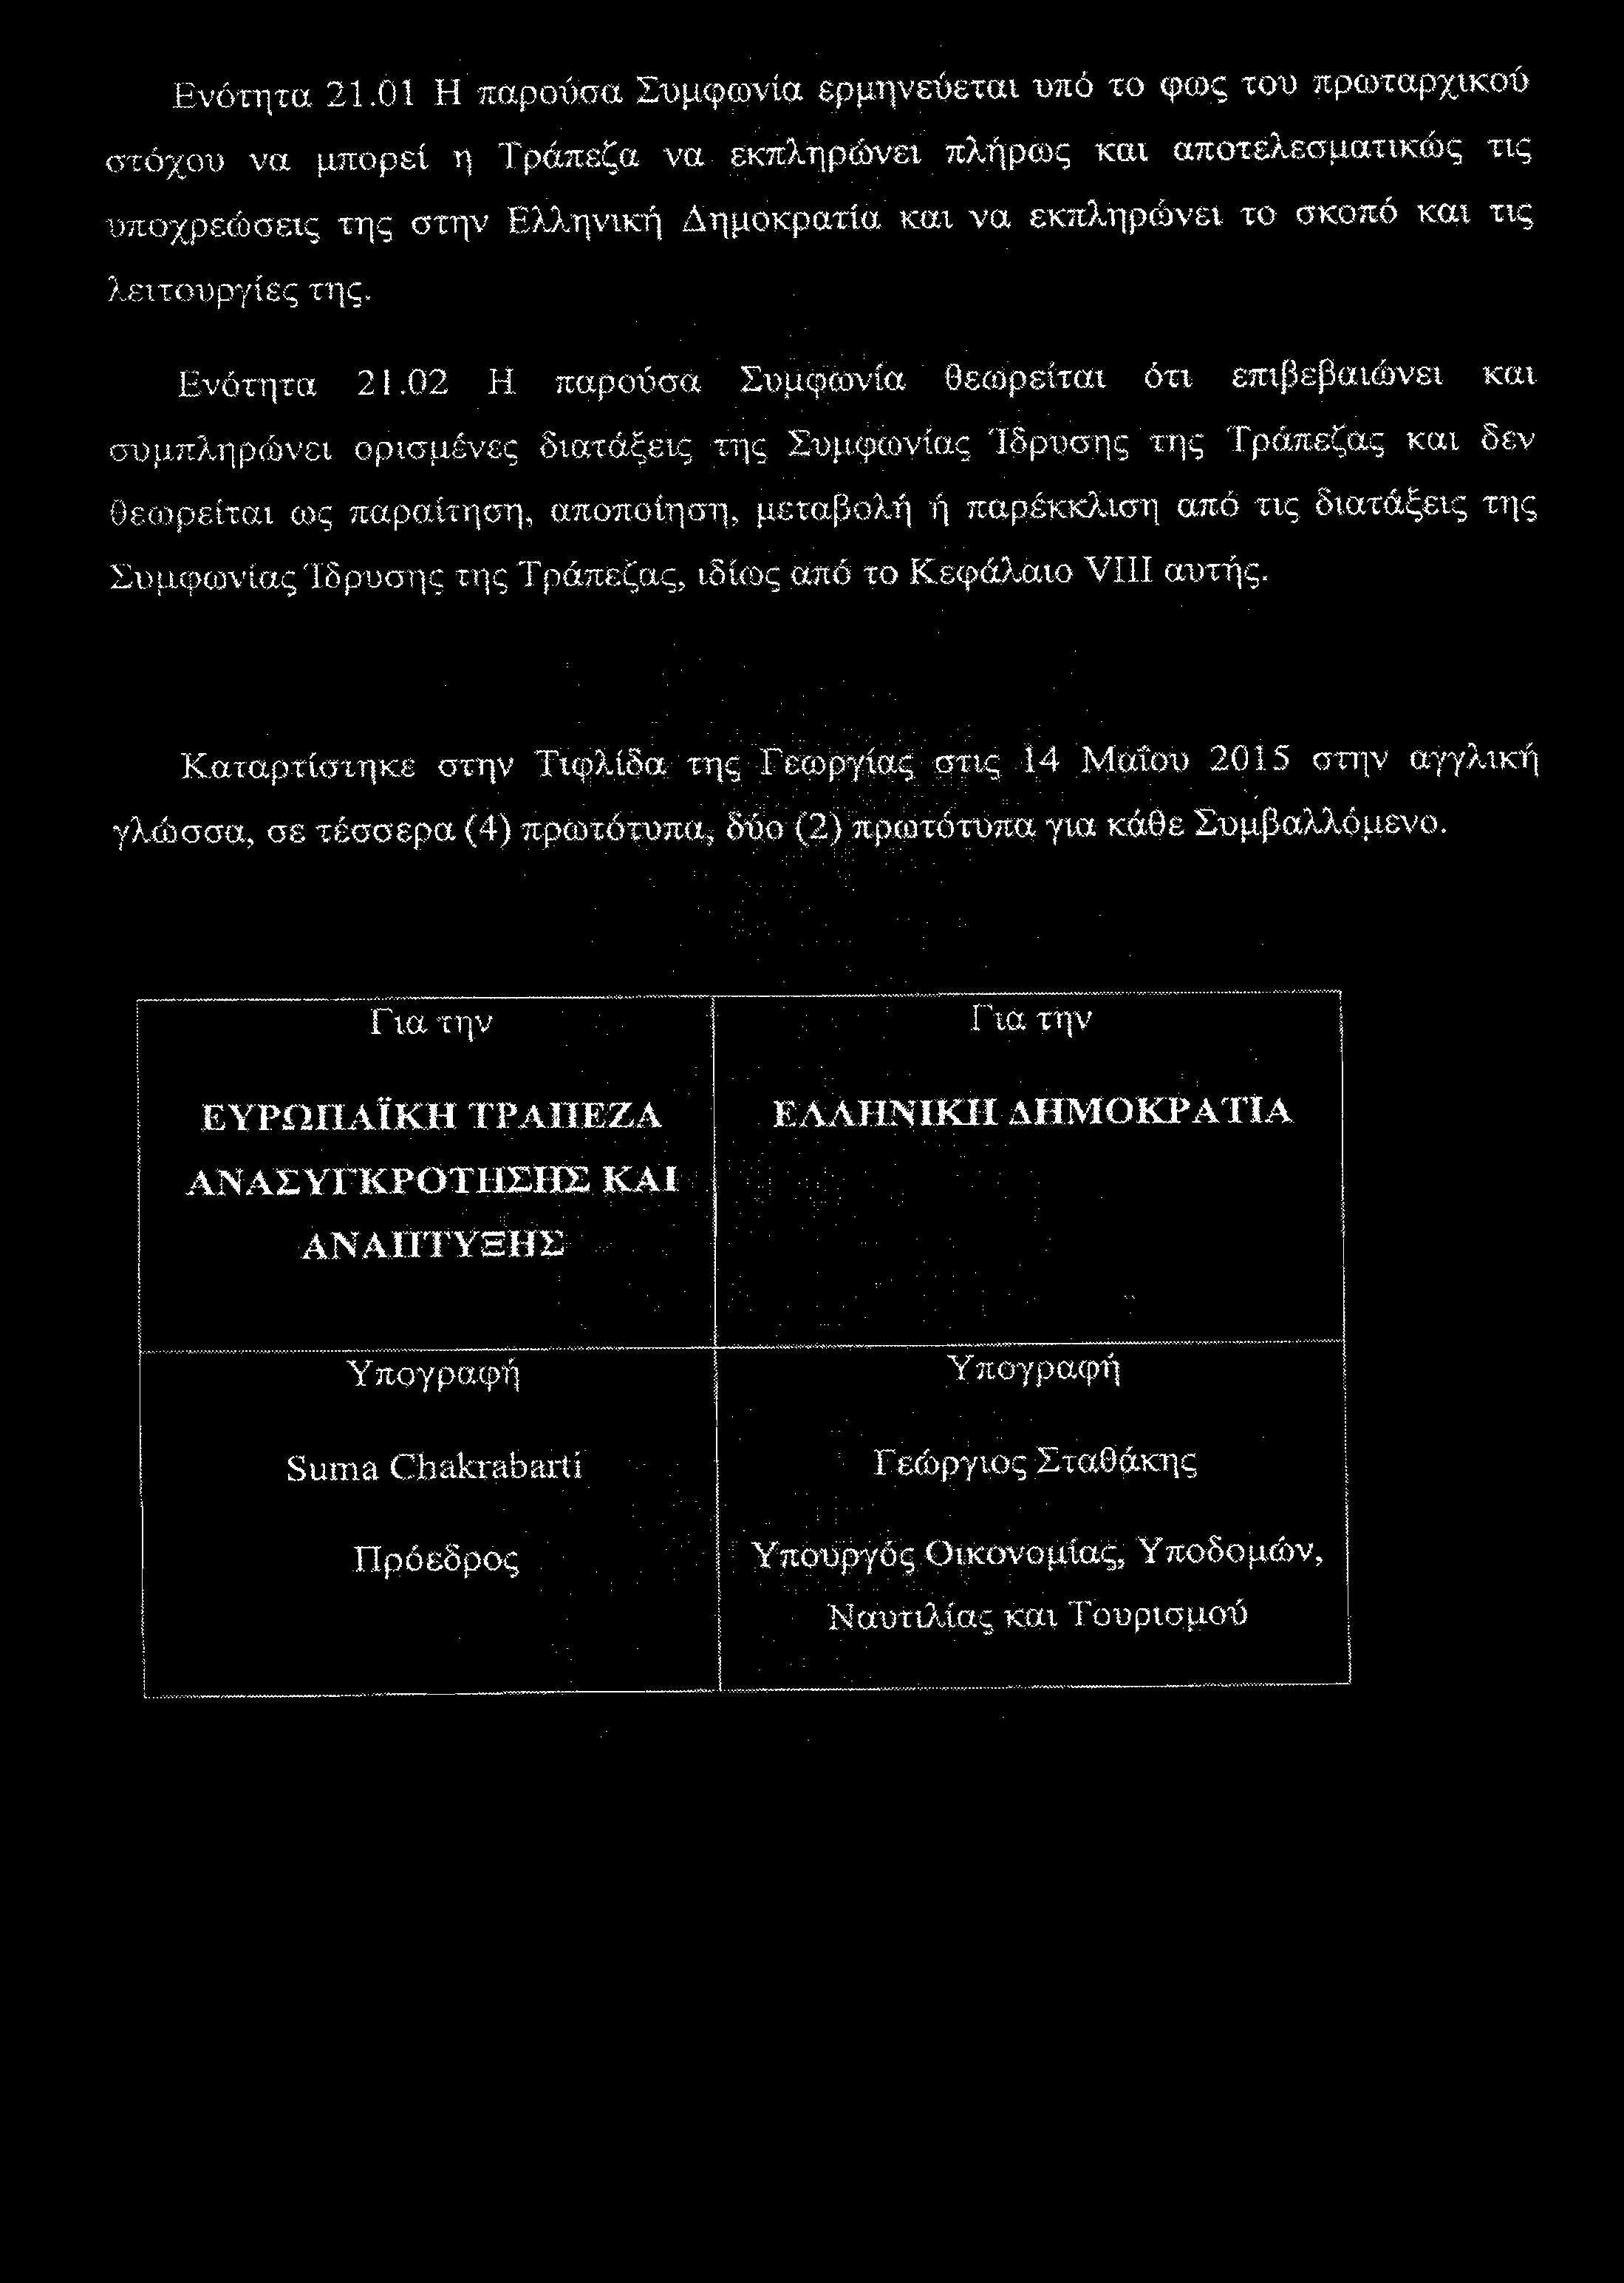 Ενότητα 21.01 Η παρούσα Συμφωνία ερμηνεύεται υπό το φως του πρωταρχικού
στόχου να μπορεί η Τράπεζα να εκπληρώνει πλήρως και αποτελεσματικώς τις
υποχρεώσεις της στην Ελληνική Δημοκρατία και να εκπληρώνει το σκοπό και τις
λειτουργίες της.
Ενότητα 21.02 Η παρούσα Συμφωνία θεωρείται ότι επιβεβαιώνει και
συμπληρώνει ορισμένες διατάξεις της Συμφωνίας Ίδρυσης της Τράπεζας και δεν
θεωρείται ως παραίτηση, αποποίηση, μεταβολή ή παρέκκλιση από τις διατάξεις της
Συμφωνίας Ίδρυσης της Τράπεζας, ιδίως από το Κεφάλαιο VIII αυτής.
Καταρτίστηκε στην Τιφλίδα της Γεωργίας στις 14 Μαΐου 2015 στην αγγλική
γλώσσα, σε τέσσερα (4) πρωτότυπα, δύο (2) πρωτότυπα για κάθε Συμβαλλόμενο.
Για την
ΕΥΡΩΠΑΪΚΗ ΤΡΑΠΕΖΑ
ΑΝΑΣΥΓΚΡΟΤΗΣΗΣ ΚΑΙ
ΑΝΑΠΤΥΞΗΣ
Για την
ΕΛΛΗΝΙΚΗ ΔΗΜΟΚΡΑΤΙΑ
Υπογραφή
Suma Chakrabarti
Πρόεδρος
Υπογραφή
Γεώργιος Σταθάκης
Υπουργός Οικονομίας, Υποδομών,
Ναυτιλίας και Τουρισμού